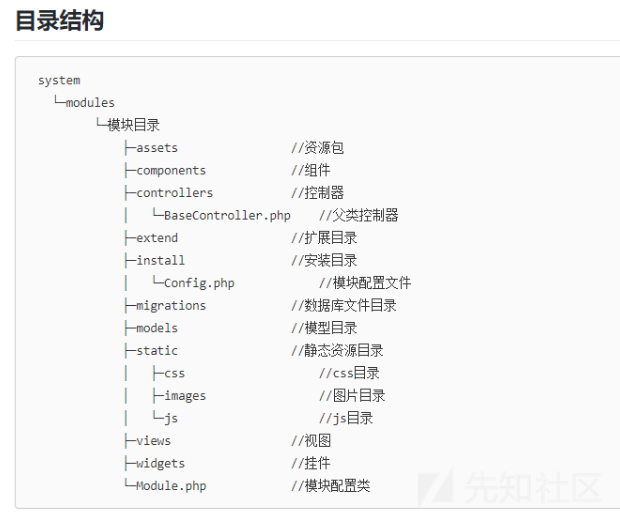 目录结构
system
└─modules
└─模块目录
├─assets //资源包
├─components //组件
├─controllers //控制器
│ └─BaseController.php //父类控制器
├─extend //扩展目录
├─install //安装目录
│ └─Config.php //模块配置文件
├─migrations //数据库文件目录
├─models //模型目录
├─static //静态资源目录
│ ├─css //css目录
│ ├─images //图片目录
│ └─js //js目录
├─views //视图
├─widgets //挂件
└─Module.php //模块配置类
先知社区